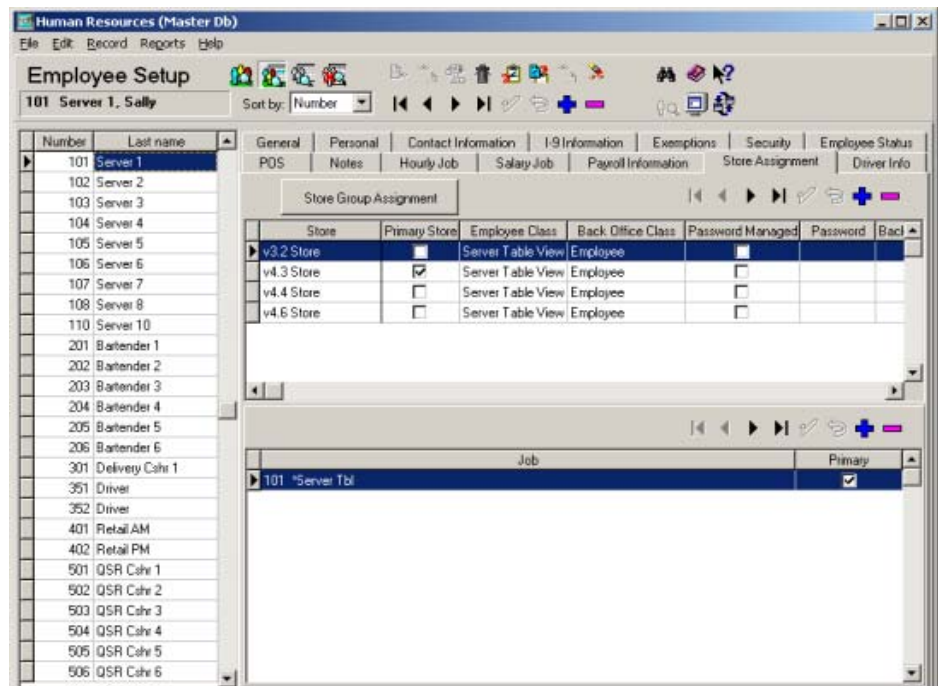 Human Resources (Master Db)
File Edit Record Reports Help
Employee Setup
101 Server 1, Sally
Sort by: Number
Number Last name
101 Server 1
102 Server 2
103 Server 3
104 Server 4
105 Server 5
106 Server 6
107 Server 7
108 Server 8
110 Server 10
201 Bartender 1
202 Bartender 2
203 Bartender 3
204 Bartender 4
205 Bartender 5
206 Bartender 6
301 Delivery Cshr 1
351 Driver
352 Driver
401 Retail AM
402 Retail PM
501 QSR Cshr 1
502 QSR Cshr 2
503 QSR Cshr 3
504 QSR Cshr 4
505 QSR Cshr 5
506 QSR Cshr 6
General Personal Contact Information I-9 Information Exemptions Security Employee Status
POS Notes Hourly Job Salary Job Payroll Information Store Assignment Driver Info
Store Group Assignment
Store Primary Store Employee Class Back Office Class Password Managed Password Bacl
v3.2 Store Server Table View Employee
v4.3 Store Server Table View Employee
v4.4 Store Server Table View Employee
v4.6 Store Server Table View Employee
Job Primary
101 *Server Tbl